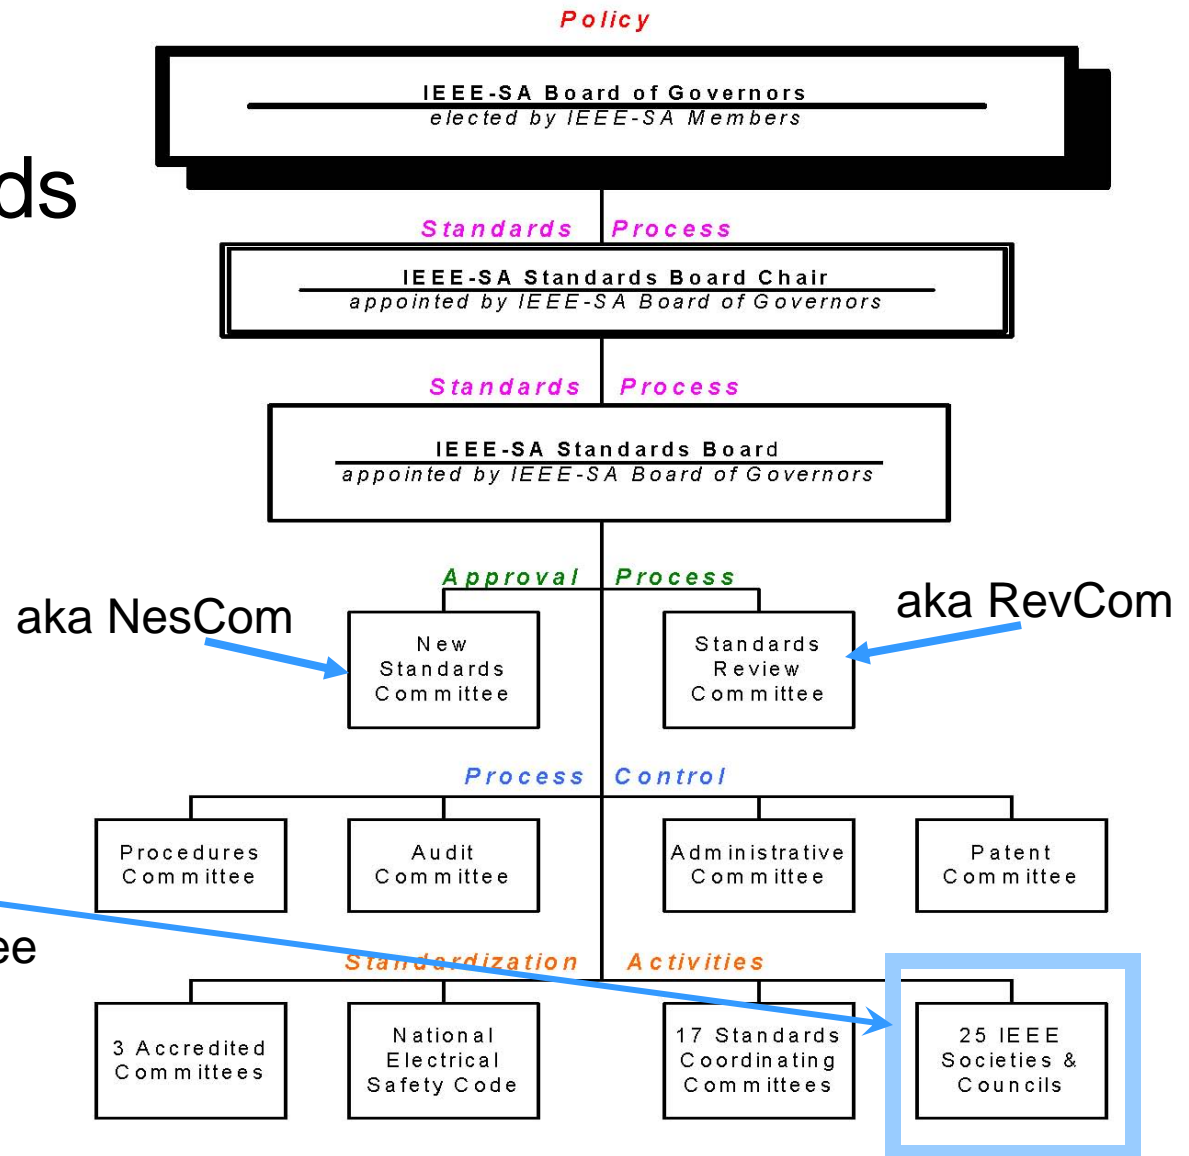 Policy
IEEE-SA Board of Governors
elected by IEEE-SA Members
ds
Standards Process
IEEE-SA Standards Board Chair
appointed by IEEE-SA Board of Governors
Standards Process
IEEE-SA Standards Board
appointed by IEEE-SA Board of Governors
Approval Process
aka NesCom
aka RevCom
New
Standards
Committee
Standards
Review
Committee
Process Control
Procedures
Committee
Audit
Committee
Administrative
Committee
Patent
Committee
ee
Standardization Activities
3 Accredited
Committees
National
Electrical
Safety Code
17 Standards
Coordinating
Committees
25 IEEE
Societies &
Councils